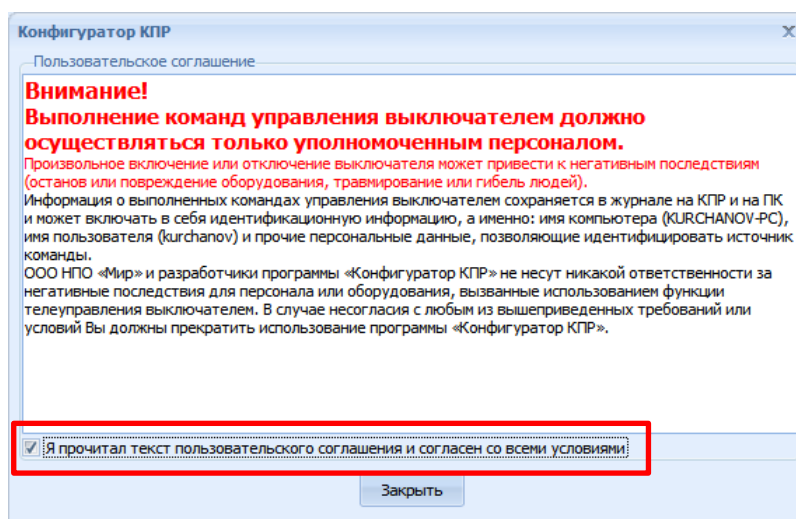 Конфигуратор КПР
Пользовательское соглашение
Внимание!
Выполнение команд управления выключателем должно
осуществляться только уполномоченным персоналом.
Произвольное включение или отключение выключателя может привести к негативным последствиям
(останов или повреждение оборудования, травмирование или гибель людей).
Информация о выполненных командах управления выключателем сохраняется в журнале на КПР и на ПК
и может включать в себя идентификационную информацию, а именно: имя компьютера (KURCHANOV-PC),
имя пользователя (kurchanov) и прочие персональные данные, позволяющие идентифицировать источник
команды.
ООО НПО «Мир» и разработчики программы «Конфигуратор КПР» не несут никакой ответственности за
негативные последствия для персонала или оборудования, вызванные использованием функции
телеуправления выключателем. В случае несогласия с любым из вышеприведенных требований или
условий Вы должны прекратить использование программы «Конфигуратор КПР».
Я прочитал текст пользовательского соглашения и согласен со всеми условиями
Закрыть